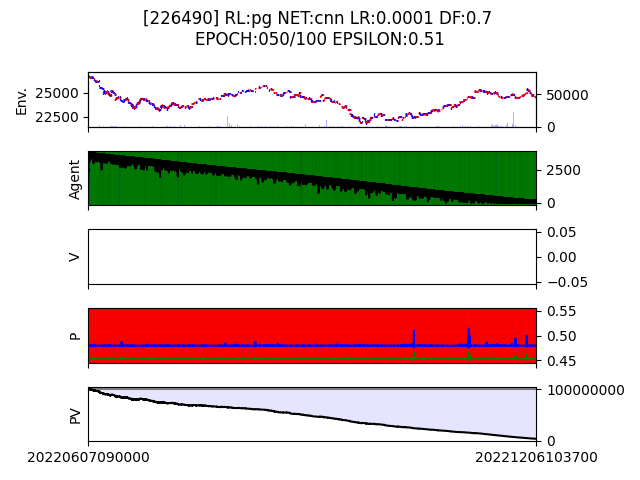 [226490] RL:pg NET:cnn LR:0.0001 DF:0.7
EPOCH:050/100 EPSILON:0.51
Env.
25000
22500
50000
0
Agent
2500
0
V
0.05
0.00
−0.05
P
0.55
0.50
0.45
PV
100000000
0
20220607090000
20221206103700